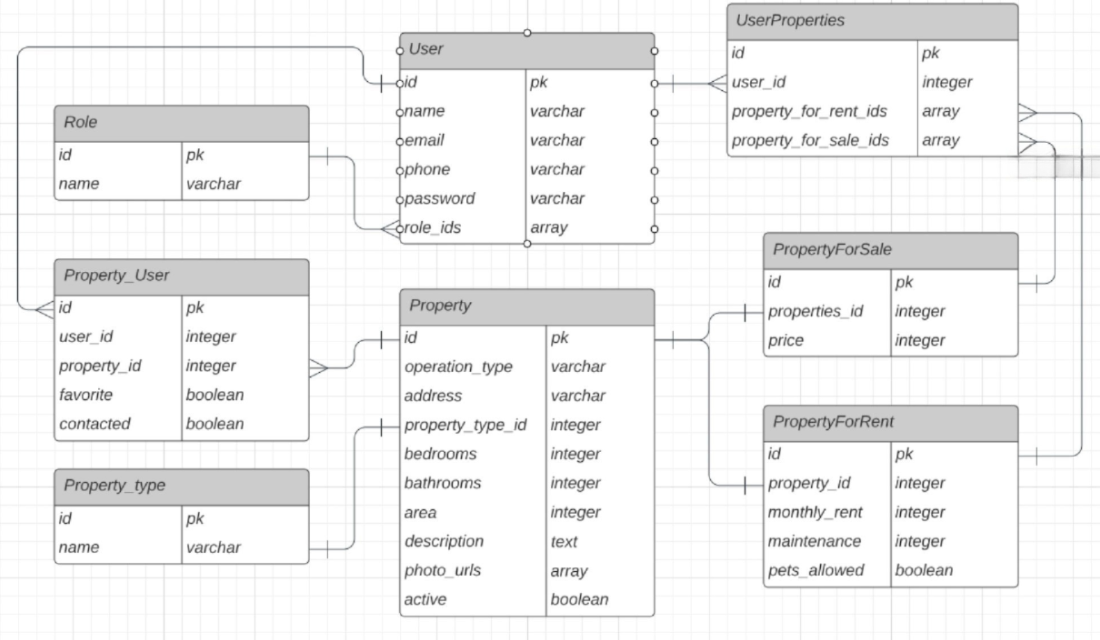 User
id pk
name varchar
email varchar
phone varchar
password varchar
role_ids array
UserProperties
id pk
user_id integer
property_for_rent_ids array
property_for_sale_ids array
Role
id pk
name varchar
Property_User
id pk
user_id integer
property_id integer
favorite boolean
contacted boolean
Property
id pk
operation_type varchar
address varchar
property_type_id integer
bedrooms integer
bathrooms integer
area integer
description text
photo_urls array
active boolean
PropertyForSale
id pk
properties_id integer
price integer
PropertyForRent
id pk
property_id integer
monthly_rent integer
maintenance integer
pets_allowed boolean
Property_type
id pk
name varchar